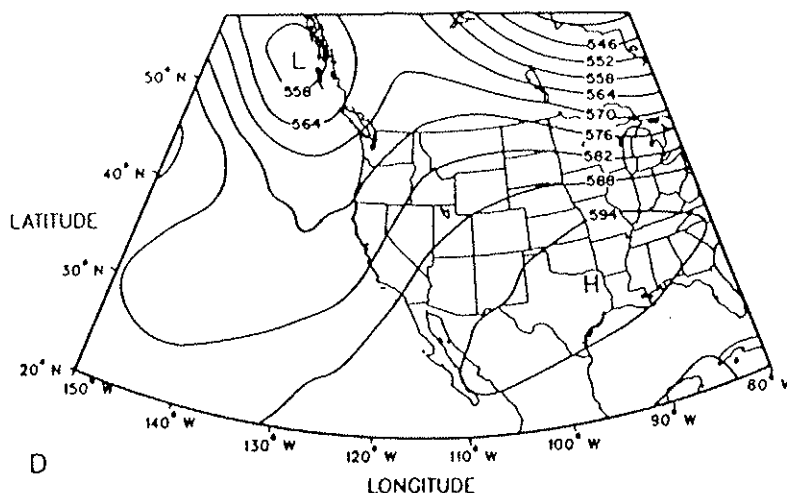 L
558
564
546
552
558
564
570
576
582
588
594
H
50° N
40° N
LATITUDE
30° N
20° N
150° W
140° W
130° W
120° W
110° W
100° W
90° W
80° W
D
LONGITUDE